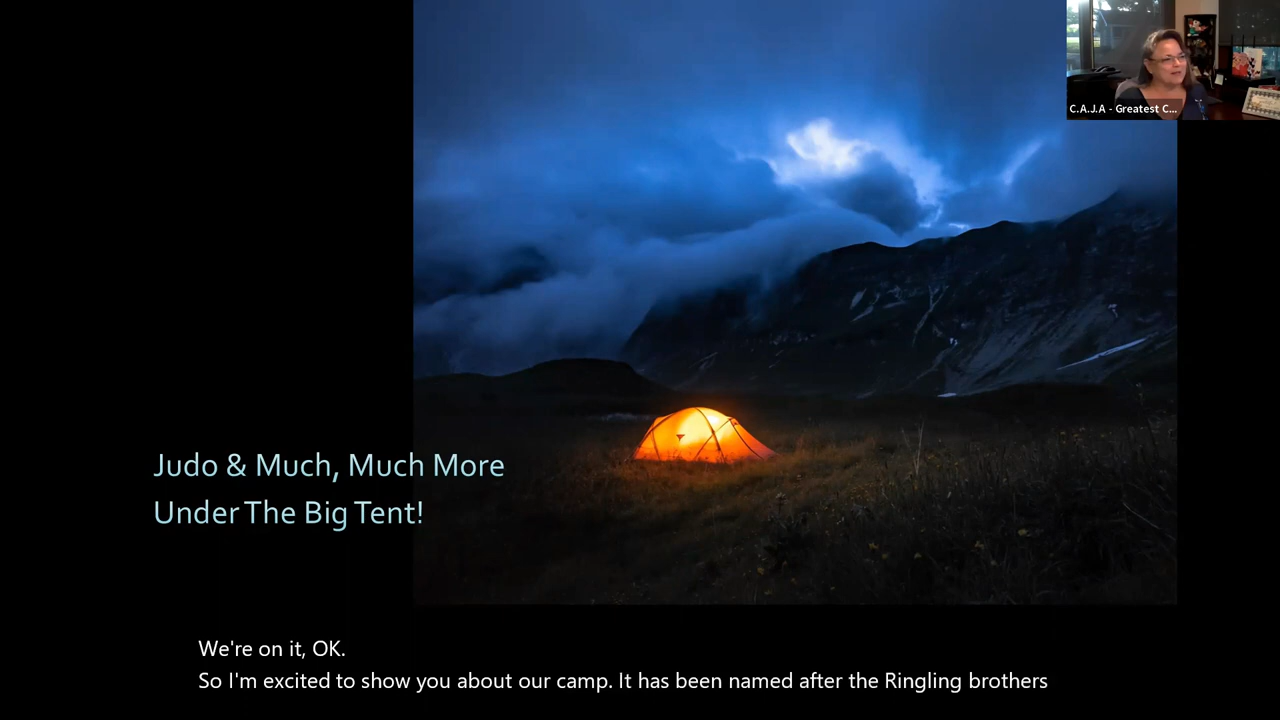 C.A.J.A - Greatest C...
Judo & Much, Much More
Under The Big Tent!
We're on it, OK.
So I'm excited to show you about our camp. It has been named after the Ringling brothers